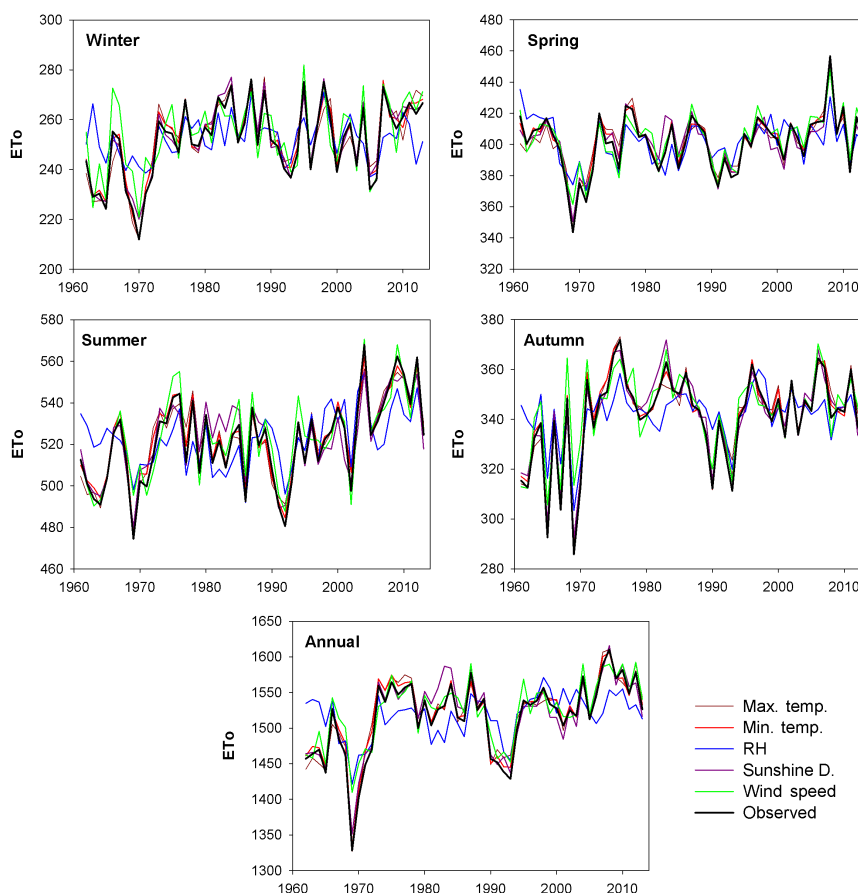 Winter
ETo
300
280
260
240
220
200
1960 1970 1980 1990 2000 2010
Spring
ETo
480
460
440
420
400
380
360
340
320
1960 1970 1980 1990 2000 2010
Summer
ETo
580
560
540
520
500
480
460
1960 1970 1980 1990 2000 2010
Autumn
ETo
380
360
340
320
300
280
1960 1970 1980 1990 2000 2010
Annual
ETo
1650
1600
1550
1500
1450
1400
1350
1300
1960 1970 1980 1990 2000 2010
Max. temp.
Min. temp.
RH
Sunshine D.
Wind speed
Observed